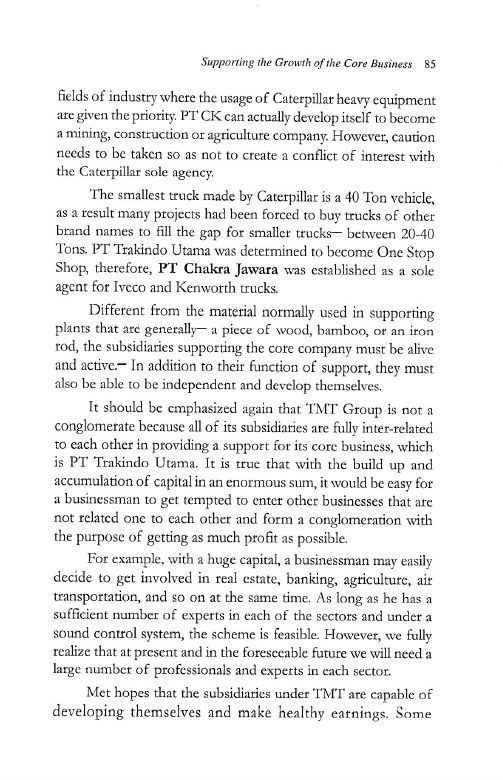 Supporting the Growth of the Core Business 85
fields of industry where the usage of Caterpillar heavy equipment
are given the priority. PT CK can actually develop itself to become
a mining, construction or agriculture company. However, caution
needs to be taken so as not to create a conflict of interest with
the Caterpillar sole agency.
The smallest truck made by Caterpillar is a 40 Ton vehicle,
as a result many projects had been forced to buy trucks of other
brand names to fill the gap for smaller trucks— between 20-40
Tons. PT Trakindo Utama was determined to become One Stop
Shop, therefore, PT Chakra Jawara was established as a sole
agent for Iveco and Kenworth trucks.
Different from the material normally used in supporting
plants that are generally— a piece of wood, bamboo, or an iron
rod, the subsidiaries supporting the core company must be alive
and active.— In addition to their function of support, they must
also be able to be independent and develop themselves.
It should be emphasized again that TMT Group is not a
conglomerate because all of its subsidiaries are fully inter-related
to each other in providing a support for its core business, which
is PT Trakindo Utama. It is true that with the build up and
accumulation of capital in an enormous sum, it would be easy for
a businessman to get tempted to enter other businesses that are
not related one to each other and form a conglomeration with
the purpose of getting as much profit as possible.
For example, with a huge capital, a businessman may easily
decide to get involved in real estate, banking, agriculture, air
transportation, and so on at the same time. As long as he has a
sufficient number of experts in each of the sectors and under a
sound control system, the scheme is feasible. However, we fully
realize that at present and in the foreseeable future we will need a
large number of professionals and experts in each sector.
Met hopes that the subsidiaries under TMT are capable of
developing themselves and make healthy earnings. Some